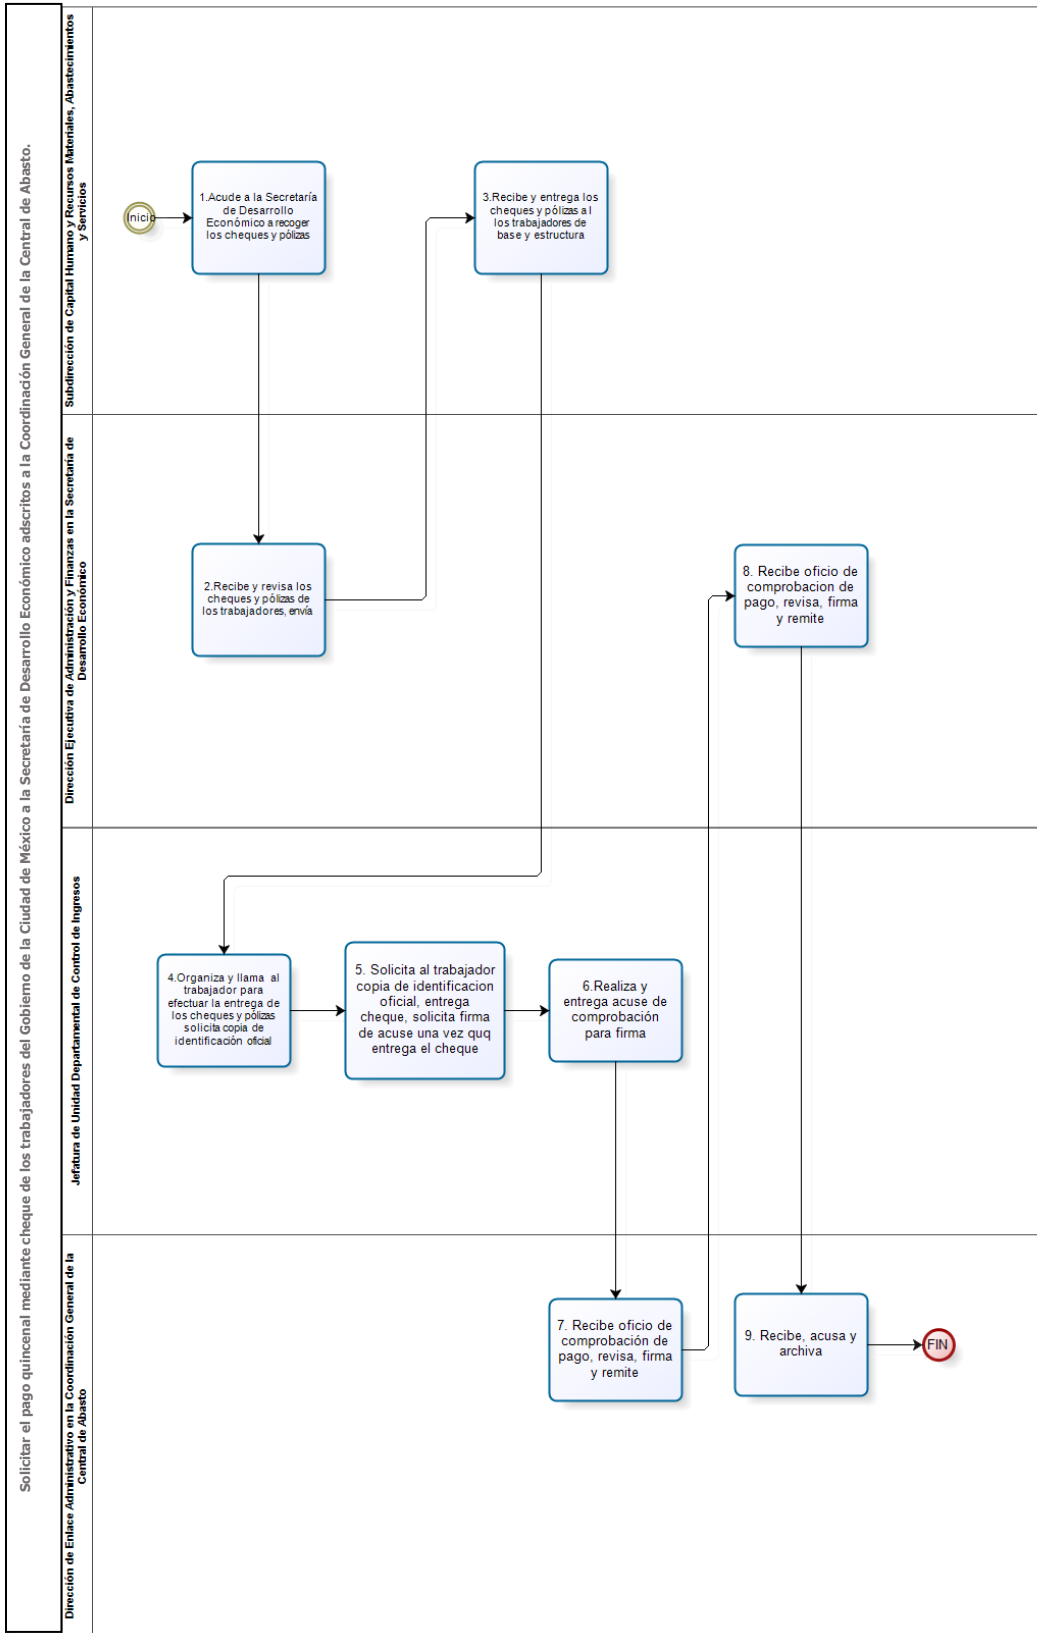 Solicitar el pago quincenal mediante cheque de los trabajadores del Gobierno de la Ciudad de México a la Secretaría de Desarrollo Económico adscritos a la Coordinación General de la Central de Abasto.
Subdirección de Capital Humano y Recursos Materiales, Abastecimientos
y Servicios
Inicio
1.Acude a la Secretaría
de Desarrollo
Económico a recoger
los cheques y pólizas
3.Recibe y entrega los
cheques y pólizas a l
los trabajadores de
base y estructura
Dirección Ejecutiva de Administración y Finanzas en la Secretaría de
Desarrollo Económico
2.Recibe y revisa los
cheques y pólizas de
los trabajadores, envía
8. Recibe oficio de
comprobacion de
pago, revisa, firma
y remite
Jefatura de Unidad Departamental de Control de Ingresos
4.Organiza y llama al
trabajador para
efectuar la entrega de
los cheques y pólizas
solicita copia de
identificación oficial
5. Solicita al trabajador
copia de identificacion
oficial, entrega
cheque, solicita firma
de acuse una vez quq
entrega el cheque
6.Realiza y
entrega acuse de
comprobación
para firma
Dirección de Enlace Administrativo en la Coordinación General de la
Central de Abasto
7. Recibe oficio de
comprobación de
pago, revisa, firma
y remite
9. Recibe, acusa y
archiva
FIN